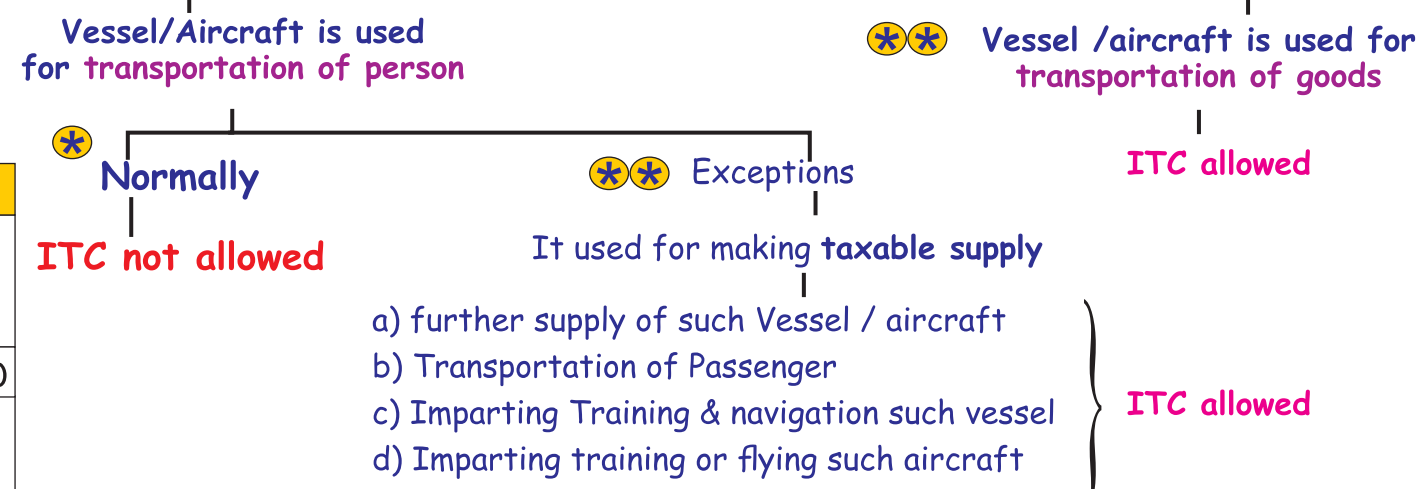 Vessel/Aircraft is used
for transportation of person
** Vessel /aircraft is used for
transportation of goods
ITC allowed
* Normally
ITC not allowed
** Exceptions
It used for making taxable supply
a) further supply of such Vessel / aircraft
b) Transportation of Passenger
c) Imparting Training & navigation such vessel
d) Imparting training or flying such aircraft
ITC allowed